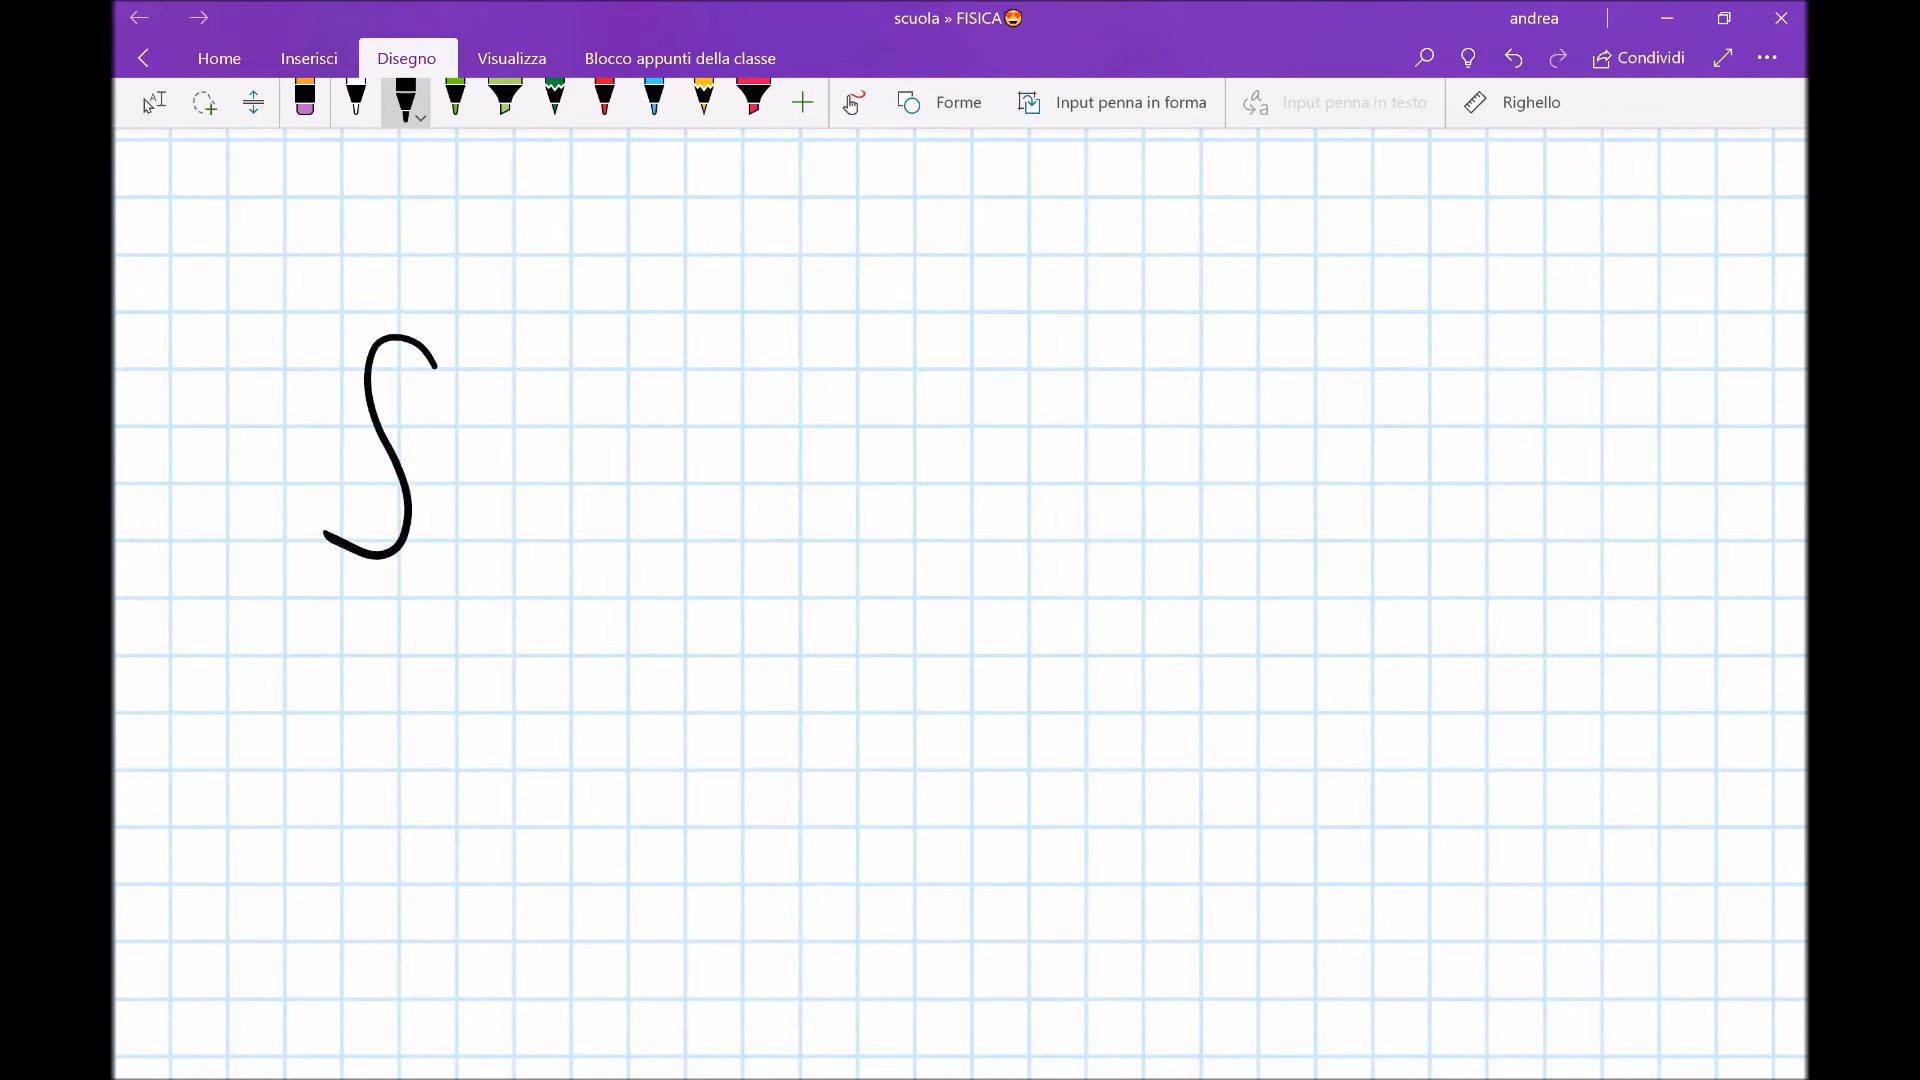 scuola » FISICA😍
andrea
Home Inserisci Disegno Visualizza Blocco appunti della classe Condividi
Forme Input penna in forma Input penna in testo Righello
S